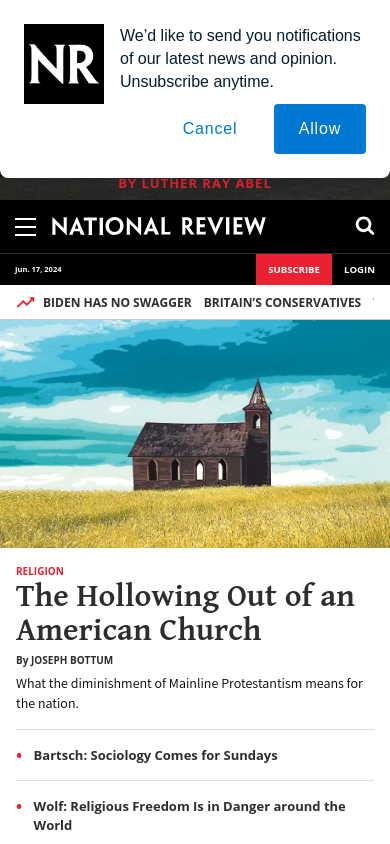 NR
We’d like to send you notifications
of our latest news and opinion.
Unsubscribe anytime.
Cancel
Allow
BY LUTHER RAY ABEL
NATIONAL REVIEW
Jun. 17, 2024
SUBSCRIBE
LOGIN
BIDEN HAS NO SWAGGER
BRITAIN’S CONSERVATIVES
RELIGION
The Hollowing Out of an
American Church
By JOSEPH BOTTUM
What the diminishment of Mainline Protestantism means for
the nation.
Bartsch: Sociology Comes for Sundays
Wolf: Religious Freedom Is in Danger around the
World